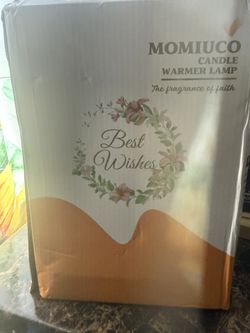 MOMIUCO
CANDLE
WARMER LAMP
The fragrance of faith
Best
Wishes